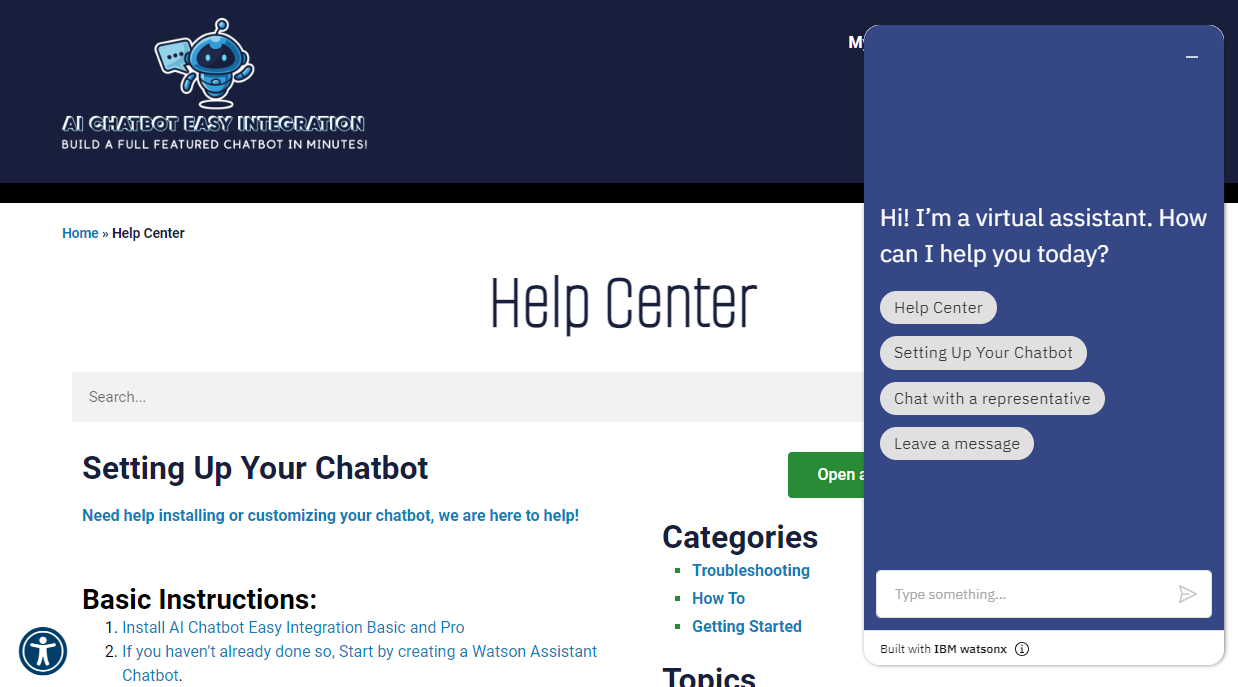 AI CHATBOT EASY INTEGRATION
BUILD A FULL FEATURED CHATBOT IN MINUTES!
Home » Help Center
Help Center
Search...
Setting Up Your Chatbot
Need help installing or customizing your chatbot, we are here to help!
Basic Instructions:
1. Install AI Chatbot Easy Integration Basic and Pro
2. If you haven't already done so, Start by creating a Watson Assistant
Chatbot.
Open
Categories
Troubleshooting
How To
Getting Started
Topics
Hi! I’m a virtual assistant. How
can I help you today?
Help Center
Setting Up Your Chatbot
Chat with a representative
Leave a message
Type something...
Built with IBM watsonx